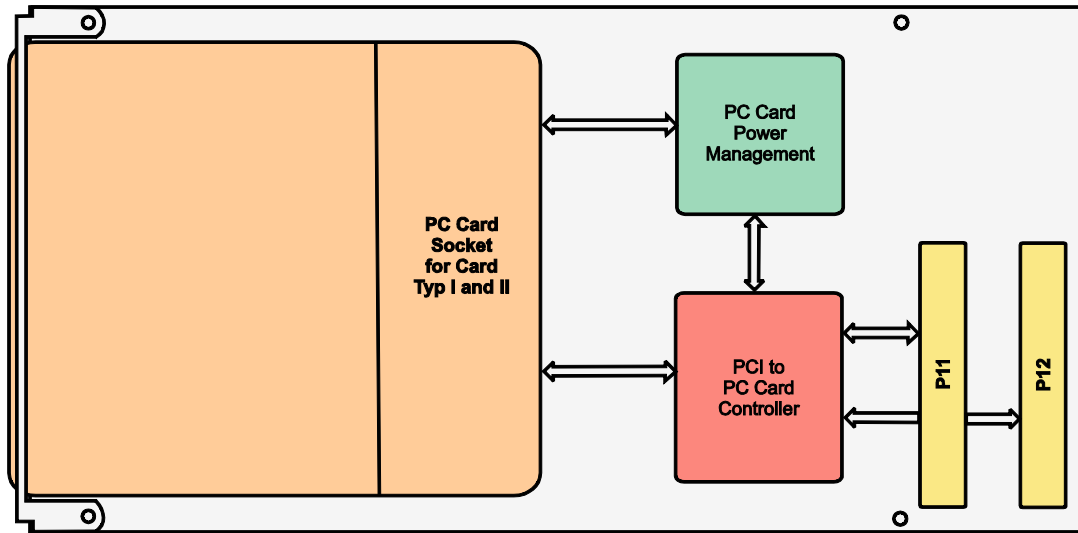 PC Card
Power
Management
PC Card
Socket
for Card
Typ I and II
PCI to
PC Card
Controller
P11
P12